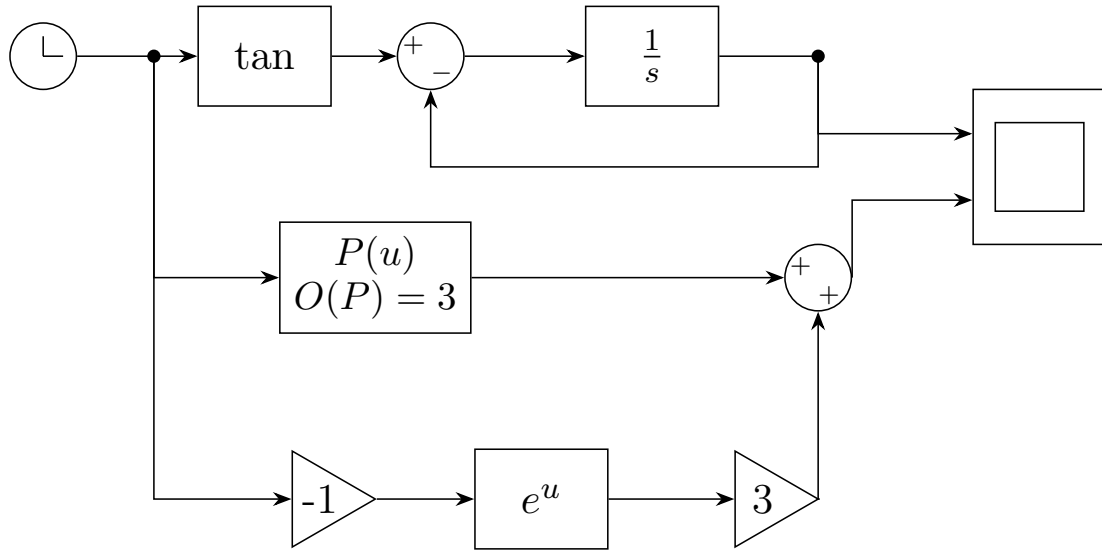 tan
+
−
1
s
P(u)
O(P) = 3
+
+
-1
e^u
3